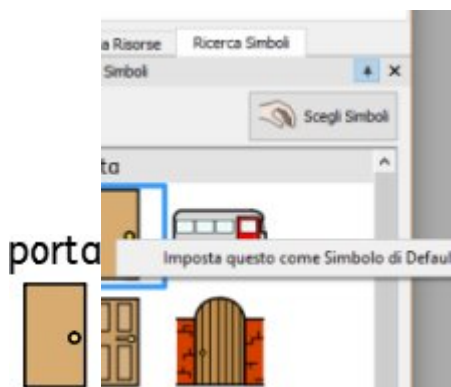 a Risorse Ricerca Simboli
Simboli
Scegli Simboli
ta
porta
Imposta questo come Simbolo di Defaul